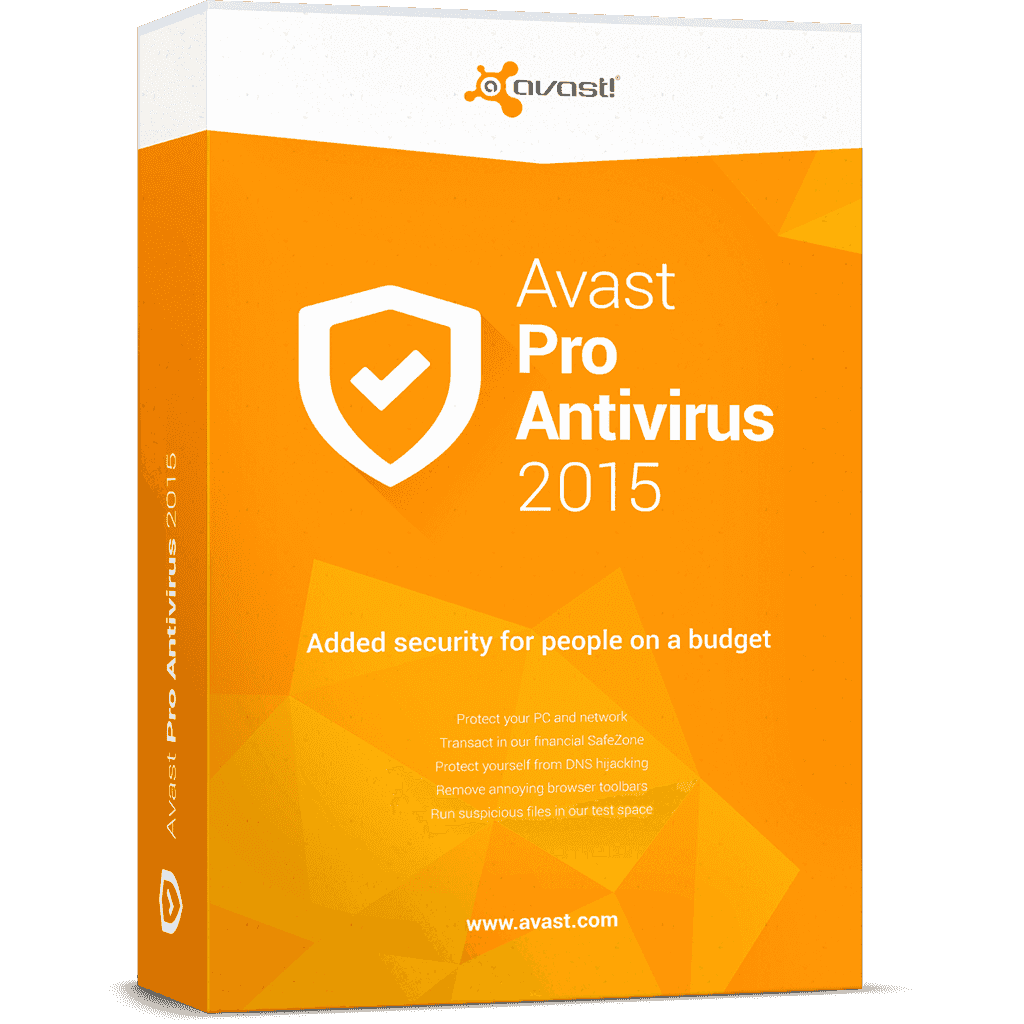 avast!®
Avast
Pro
Antivirus
2015
Added security for people on a budget
Protect your PC and network
Transact in our financial SafeZone
Protect yourself from DNS hijacking
Remove annoying browser toolbars
Run suspicious files in our test space
www.avast.com
Avast Pro Antivirus 2015